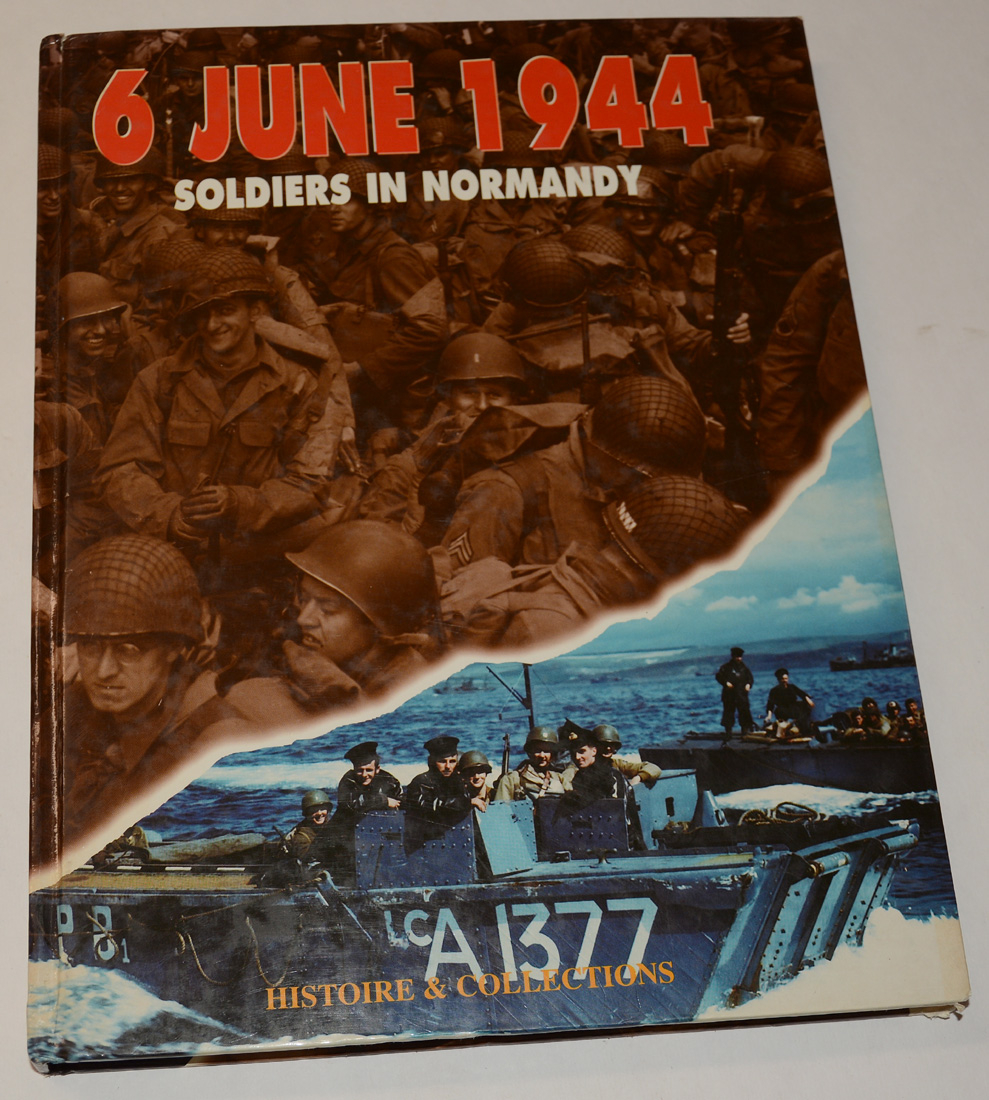 6 JUNE 1944
SOLDIERS IN NORMANDY
LCA 1377
HISTOIRE & COLLECTIONS